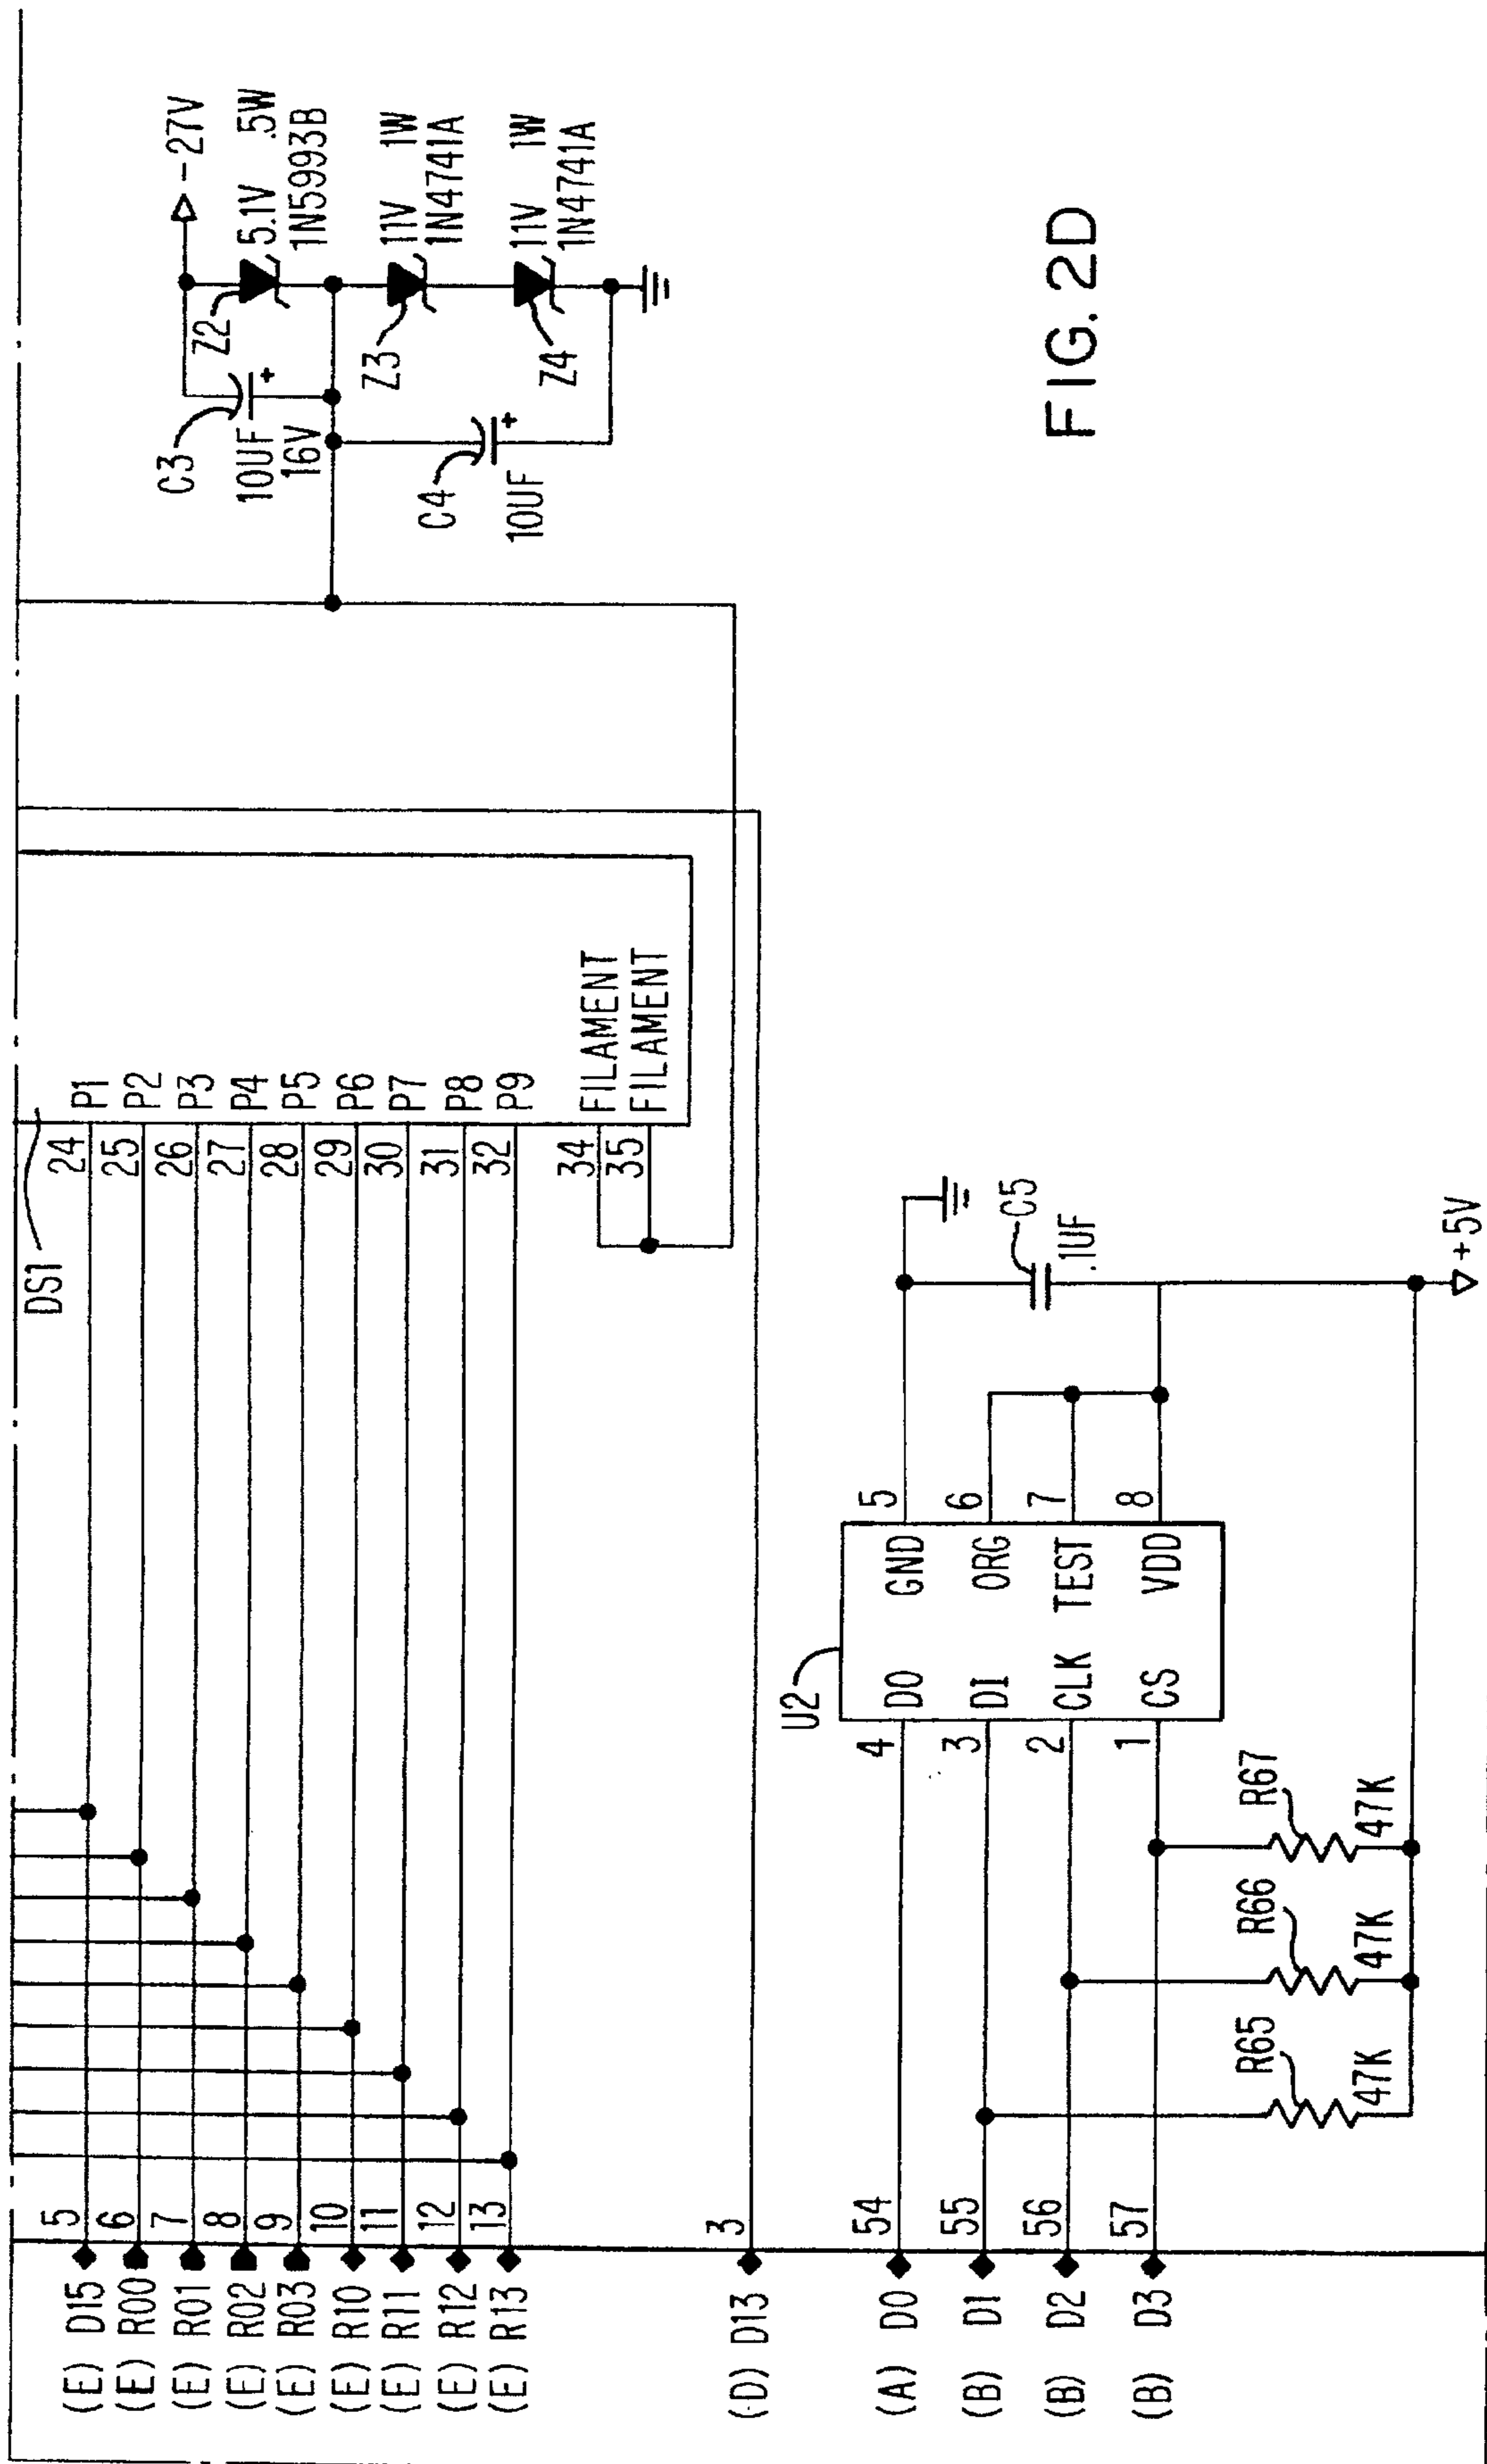 (E) D15 5
(E) R00 6
(E) R01 7
(E) R02 8
(E) R03 9
(E) R10 10
(E) R11 11
(E) R12 12
(E) R13 13
(D) D13 3
(A) D0 54
(B) D1 55
(B) D2 56
(B) D3 57
DS1
24 P1
25 P2
26 P3
27 P4
28 P5
29 P6
30 P7
31 P8
32 P9
34 FILAMENT
35 FILAMENT
C3
10UF
16V
C4
10UF
-27V
Z2
5.1V .5W
1N5993B
Z3
11V 1W
1N4741A
Z4
11V 1W
1N4741A
U2
4 DO GND 5
3 DI ORG 6
2 CLK TEST 7
1 CS VDD 8
C5
.1UF
R65
47K
R66
47K
R67
47K
+5V
FIG. 2D